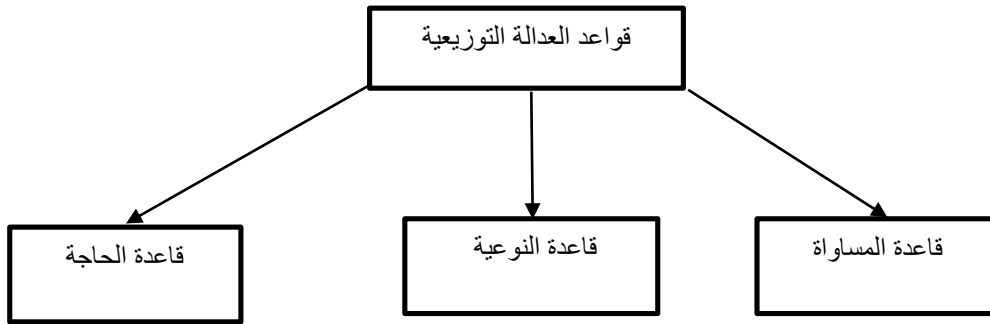 قواعد العدالة التوزيعية
قاعدة المساواة
قاعدة النوعية
قاعدة الحاجة